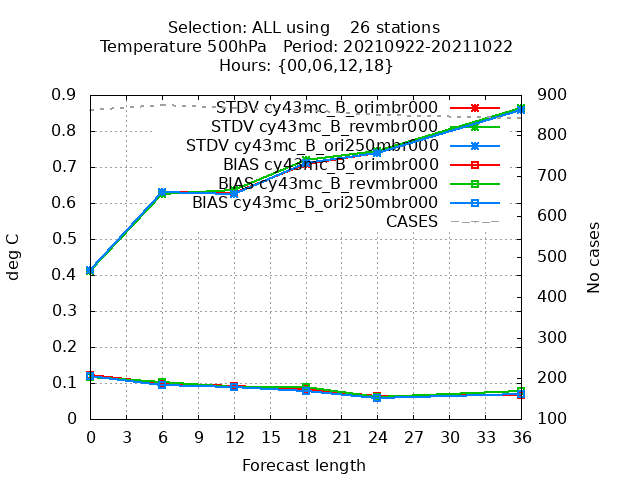 Selection: ALL using    26 stations
Temperature 500hPa   Period: 20210922-20211022
Hours: {00,06,12,18}
0.9
0.8
0.7
0.6
0.5
0.4
0.3
0.2
0.1
0
deg C
STDV cy43mc_B_orimbr000
STDV cy43mc_B_revmbr000
STDV cy43mc_B_ori250mbr000
BIAS cy43mc_B_orimbr000
BIAS cy43mc_B_revmbr000
BIAS cy43mc_B_ori250mbr000
CASES
900
800
700
600
500
400
300
200
100
No cases
0 3 6 9 12 15 18 21 24 27 30 33 36
Forecast length